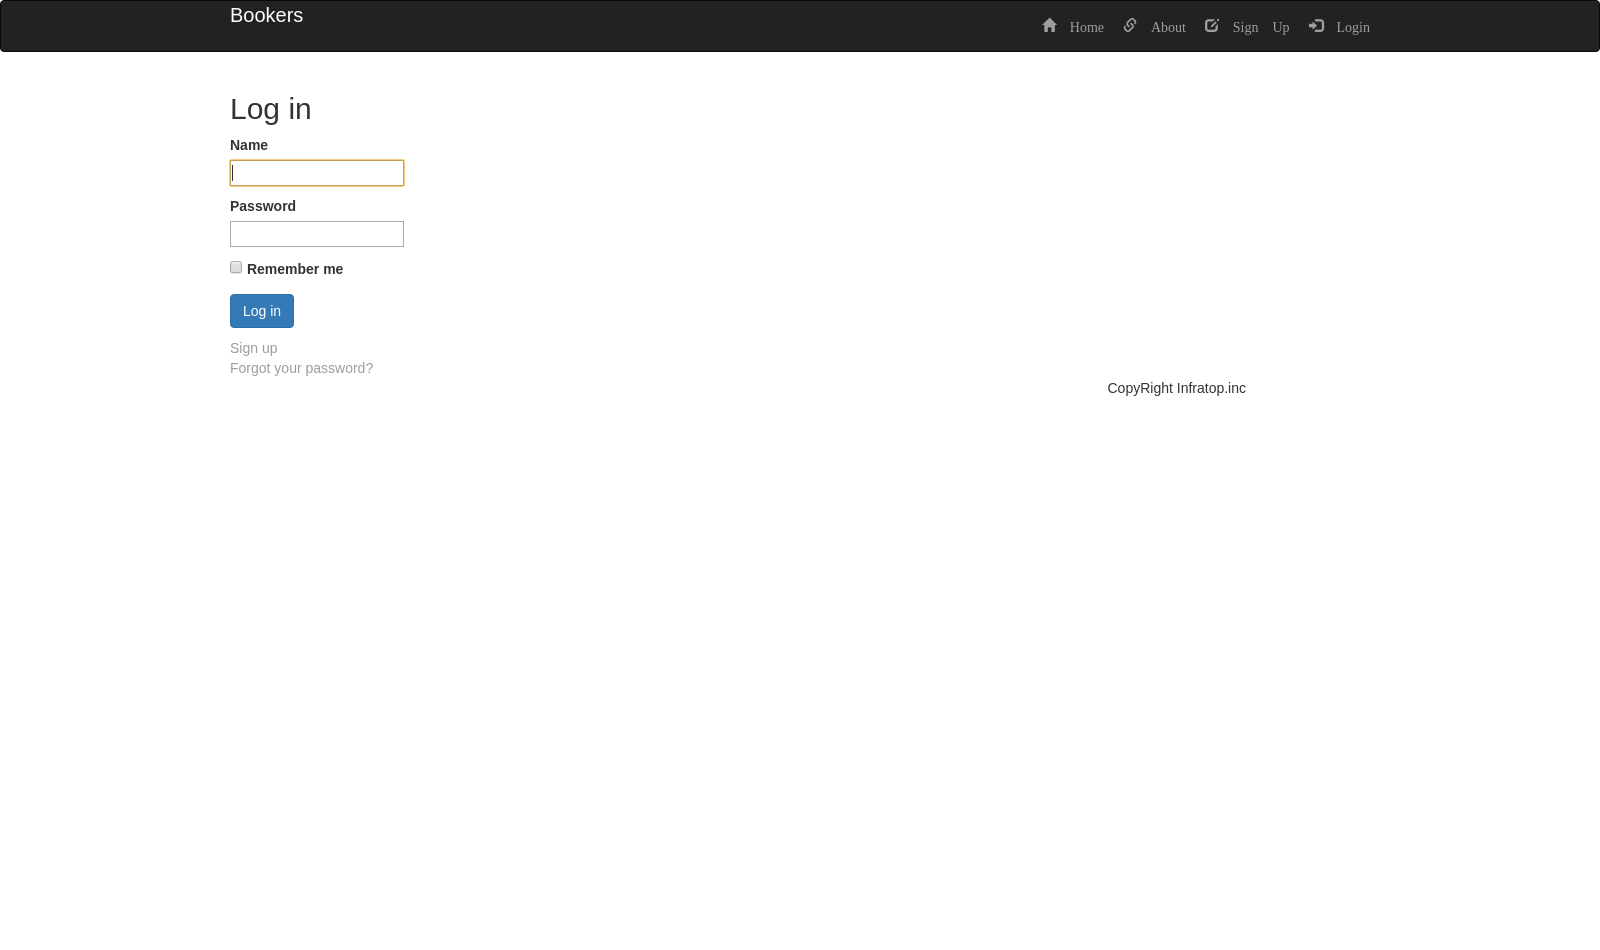 Bookers
Home About Sign Up Login
Log in
Name
Password
Remember me
Log in
Sign up
Forgot your password?
CopyRight Infratop.inc